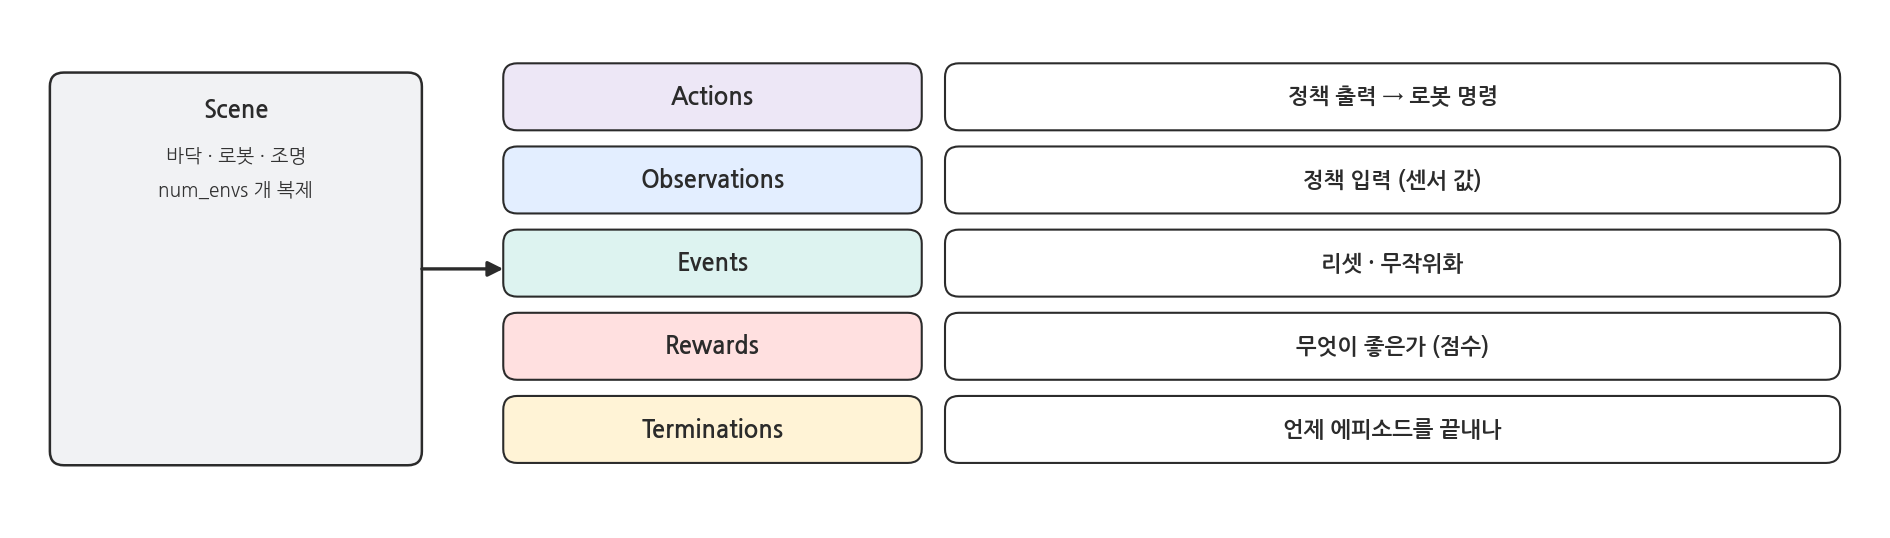 Scene
바닥 · 로봇 · 조명
num_envs 개 복제
Actions
정책 출력 → 로봇 명령
Observations
정책 입력 (센서 값)
Events
리셋 · 무작위화
Rewards
무엇이 좋은가 (점수)
Terminations
언제 에피소드를 끝내나